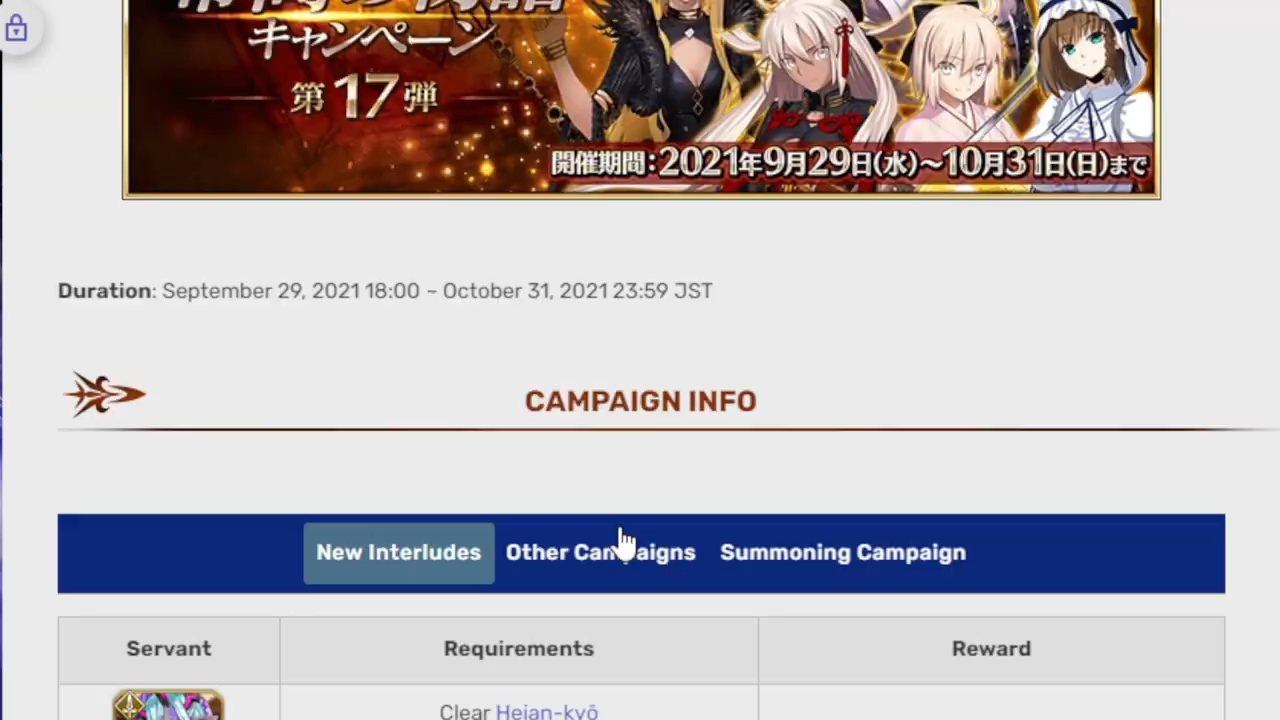 キャンペーン
第17弾
開催期間:2021年9月29日(水)~10月31日(日)まで
Duration: September 29, 2021 18:00 ~ October 31, 2021 23:59 JST
CAMPAIGN INFO
New Interludes Other Campaigns Summoning Campaign
Servant Requirements Reward
Clear Heian-kyō